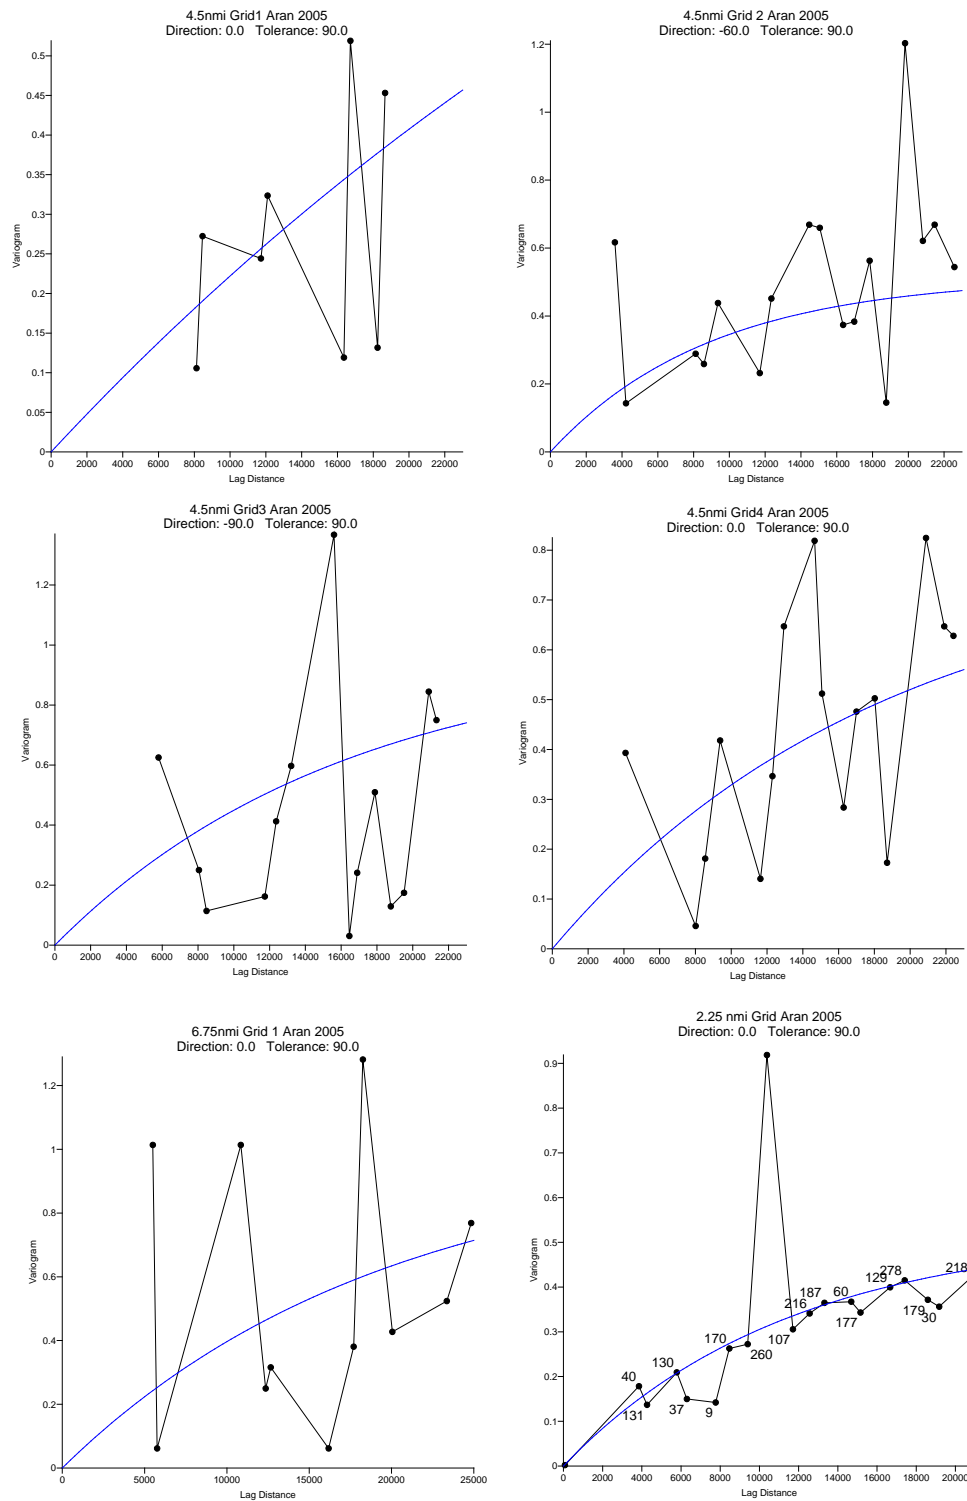 4.5nmi Grid1 Aran 2005
Direction: 0.0 Tolerance: 90.0
0.5
0.45
0.4
0.35
0.3
0.25
0.2
0.15
0.1
0.05
0
Variogram
0 2000 4000 6000 8000 10000 12000 14000 16000 18000 20000 22000
Lag Distance
4.5nmi Grid 2 Aran 2005
Direction: -60.0 Tolerance: 90.0
1.2
1
0.8
0.6
0.4
0.2
0
Variogram
0 2000 4000 6000 8000 10000 12000 14000 16000 18000 20000 22000
Lag Distance
4.5nmi Grid3 Aran 2005
Direction: -90.0 Tolerance: 90.0
1.2
1
0.8
0.6
0.4
0.2
0
Variogram
0 2000 4000 6000 8000 10000 12000 14000 16000 18000 20000 22000
Lag Distance
4.5nmi Grid4 Aran 2005
Direction: 0.0 Tolerance: 90.0
0.8
0.7
0.6
0.5
0.4
0.3
0.2
0.1
0
Variogram
0 2000 4000 6000 8000 10000 12000 14000 16000 18000 20000 22000
Lag Distance
6.75nmi Grid 1 Aran 2005
Direction: 0.0 Tolerance: 90.0
1.2
1
0.8
0.6
0.4
0.2
0
Variogram
0 5000 10000 15000 20000 25000
Lag Distance
2.25 nmi Grid Aran 2005
Direction: 0.0 Tolerance: 90.0
0.9
0.8
0.7
0.6
0.5
0.4
0.3
0.2
0.1
0
Variogram
40
131
130
37
9
170
260
107
216
187
60
177
129
278
179
30
218
0 2000 4000 6000 8000 10000 12000 14000 16000 18000 20000
Lag Distance